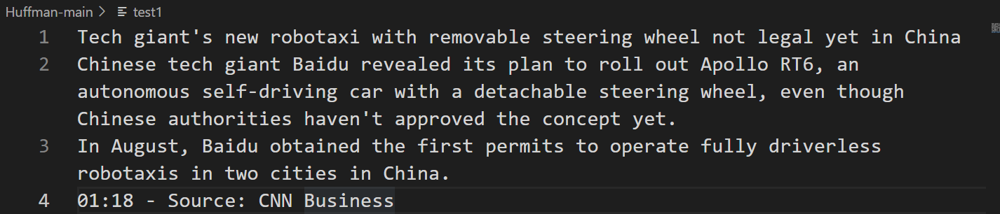 Huffman-main > test1
1 Tech giant's new robotaxi with removable steering wheel not legal yet in China
2 Chinese tech giant Baidu revealed its plan to roll out Apollo RT6, an
autonomous self-driving car with a detachable steering wheel, even though
Chinese authorities haven't approved the concept yet.
3 In August, Baidu obtained the first permits to operate fully driverless
robotaxis in two cities in China.
4 01:18 - Source: CNN Business